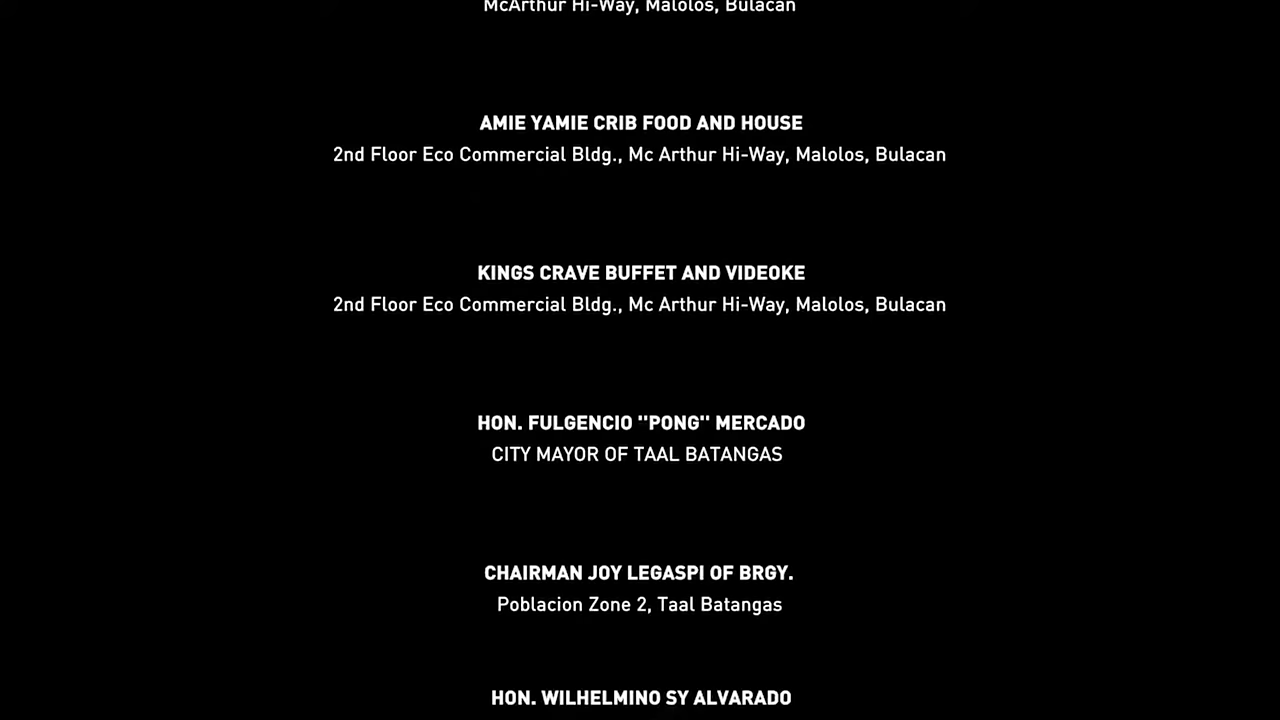 McArthur Hi-Way, Malolos, Bulacan
AMIE YAMIE CRIB FOOD AND HOUSE
2nd Floor Eco Commercial Bldg., Mc Arthur Hi-Way, Malolos, Bulacan
KINGS CRAVE BUFFET AND VIDEOKE
2nd Floor Eco Commercial Bldg., Mc Arthur Hi-Way, Malolos, Bulacan
HON. FULGENCIO "PONG" MERCADO
CITY MAYOR OF TAAL BATANGAS
CHAIRMAN JOY LEGASPI OF BRGY.
Poblacion Zone 2, Taal Batangas
HON. WILHELMINO SY ALVARADO